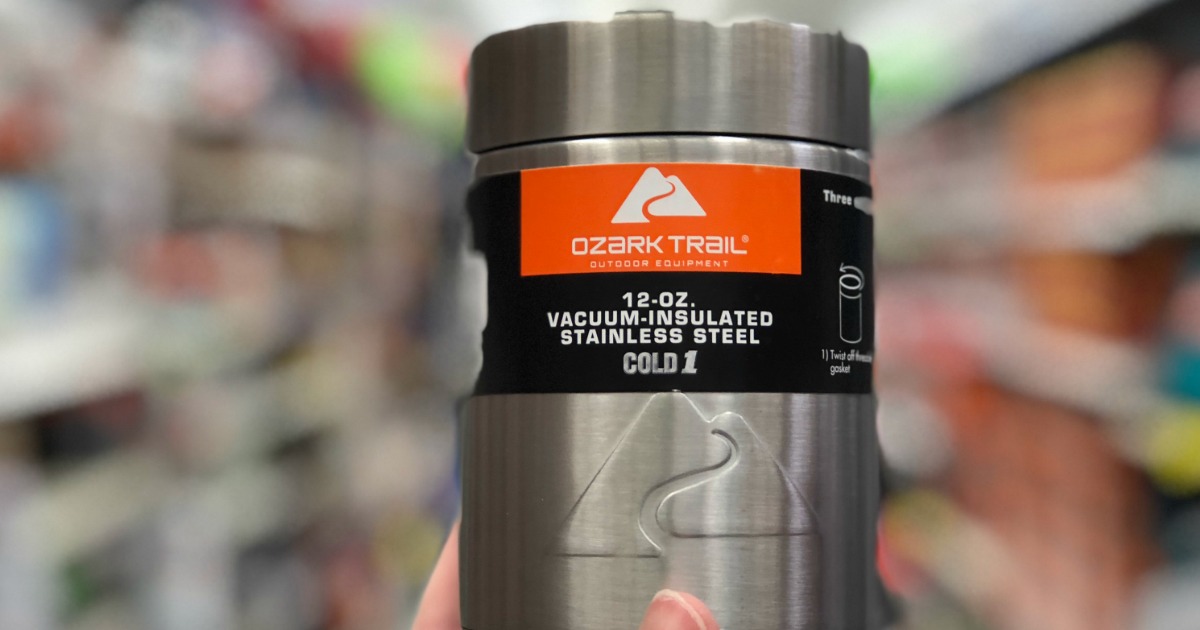 OZARK TRAIL®
OUTDOOR EQUIPMENT
12-OZ.
VACUUM-INSULATED
STAINLESS STEEL
COLD 1
Three
1) Twist off
gasket